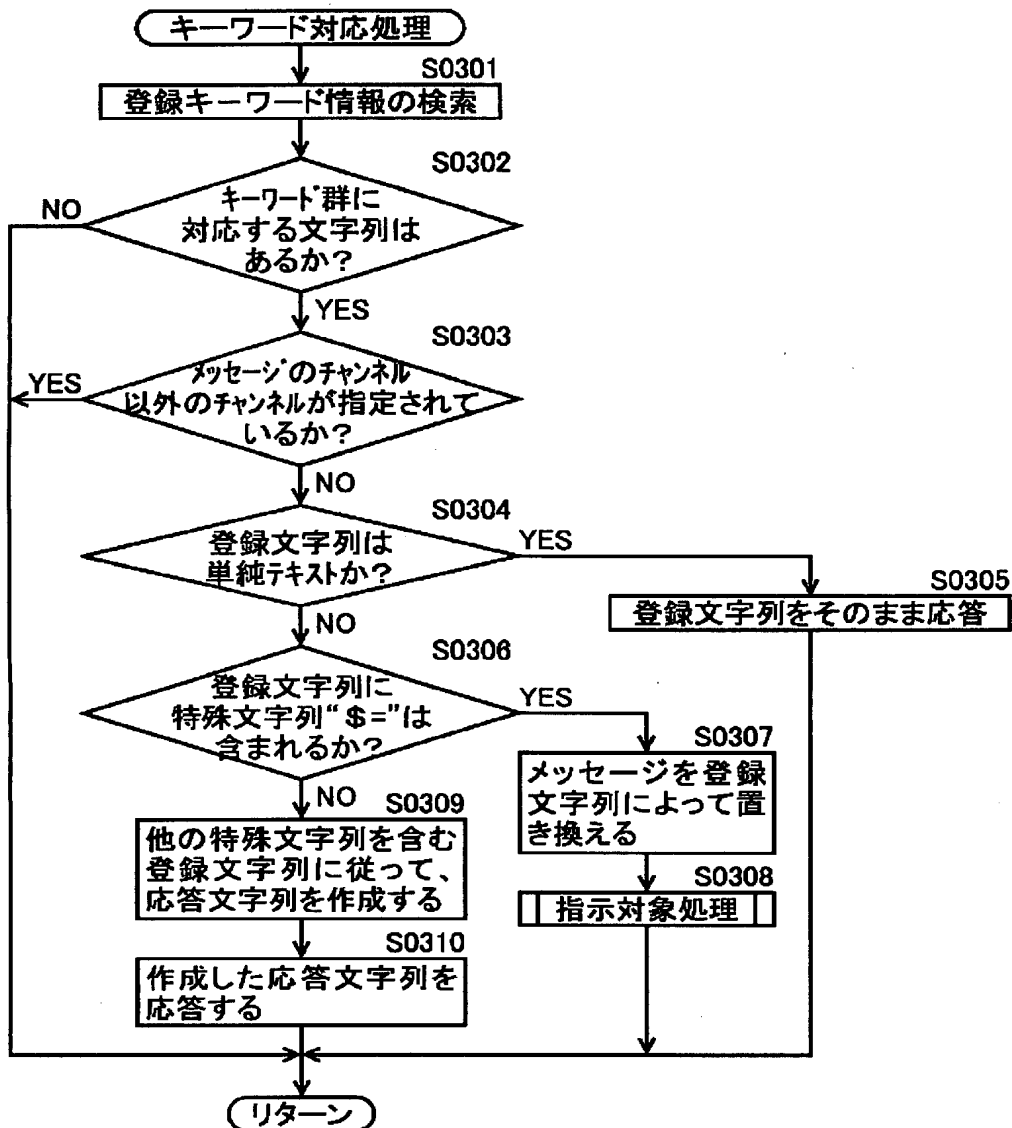 キーワード対応処理
S0301
登録キーワード情報の検索
S0302
キーワード群に
対応する文字列は
あるか?
NO
YES
S0303
メッセージのチャンネル
以外のチャンネルが指定されて
いるか?
YES
NO
S0304
登録文字列は
単純テキストか?
YES
S0305
登録文字列をそのまま応答
NO
S0306
登録文字列に
特殊文字列“$=”は
含まれるか?
YES
S0307
メッセージを登録
文字列によって置
き換える
S0308
指示対象処理
NO
S0309
他の特殊文字列を含む
登録文字列に従って、
応答文字列を作成する
S0310
作成した応答文字列を
応答する
リターン